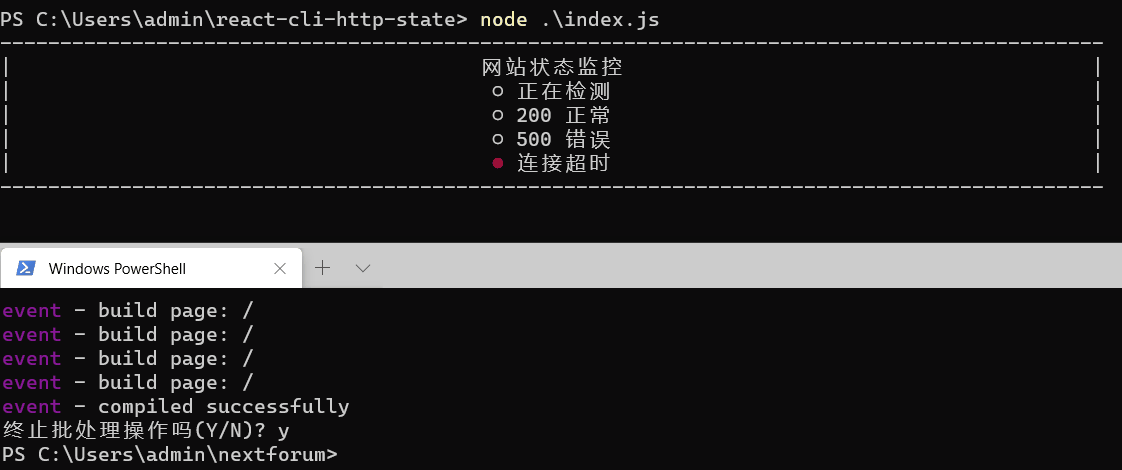 PS C:\Users\admin\react-cli-http-state> node .\index.js
网站状态监控
正在检测
200 正常
500 错误
连接超时
Windows PowerShell
event - build page: /
event - build page: /
event - build page: /
event - build page: /
event - compiled successfully
终止批处理操作吗(Y/N)? y
PS C:\Users\admin\nextforum>